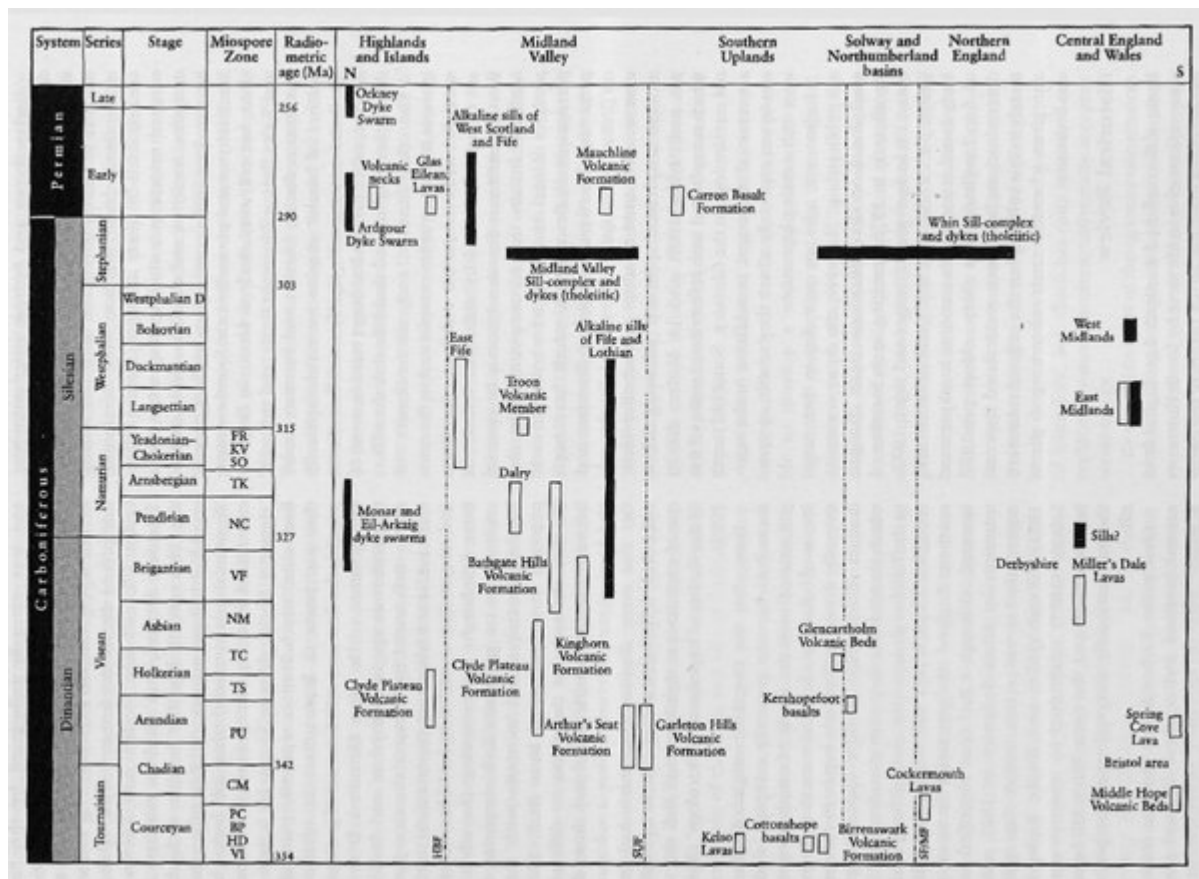 System
Series
Stage
Miospore
Zone
Radio-
metric
age (Ma)
Highlands
and Islands
N
Midland
Valley
Southern
Uplands
Solway and
Northumberland
basins
Northern
England
Central England
and Wales
S
Permian
Late
Early
256
290
Orkney
Dyke
Swarm
Volcanic
necks
Glas
Eilean
Lavas
Ardgour
Dyke Swarm
Alkaline sills of
West Scotland
and Fife
Mauchline
Volcanic
Formation
Carron Basalt
Formation
Whin Sill-complex
and dykes (tholeiitic)
Carboniferous
Silesian
Stephanian
303
Midland Valley
Sill-complex and
dykes (tholeiitic)
Westphalian
Westphalian D
Bolsovian
Duckmantian
Langsettian
315
East
Fife
Troon
Volcanic
Member
Alkaline sills
of Fife and
Lothian
West
Midlands
East
Midlands
Namurian
Yeadonian–
Chokerian
Arnsbergian
Pendleian
FR
KV
SO
TK
NC
327
Monar and
Eil-Arkaig
dyke swarms
Dalry
Bathgate Hills
Volcanic
Formation
Sills?
Derbyshire
Miller's Dale
Lavas
Dinantian
Visean
Brigantian
Asbian
Holkerian
Arundian
Chadian
VF
NM
TC
TS
PU
342
Kinghorn
Volcanic
Formation
Clyde Plateau
Volcanic
Formation
Clyde Plateau
Volcanic
Formation
Arthur's Seat
Volcanic
Formation
Garleton Hills
Volcanic
Formation
Glencartholm
Volcanic Beds
Kershopefoot
basalts
Spring
Cove
Lava
Bristol area
Middle Hope
Volcanic Beds
Tournaisian
Courceyan
CM
PC
BP
HD
VI
354
HBF
SUF
Kelso
Lavas
Cottonshope
basalts
Birrenswark
Volcanic
Formation
Cockermouth
Lavas